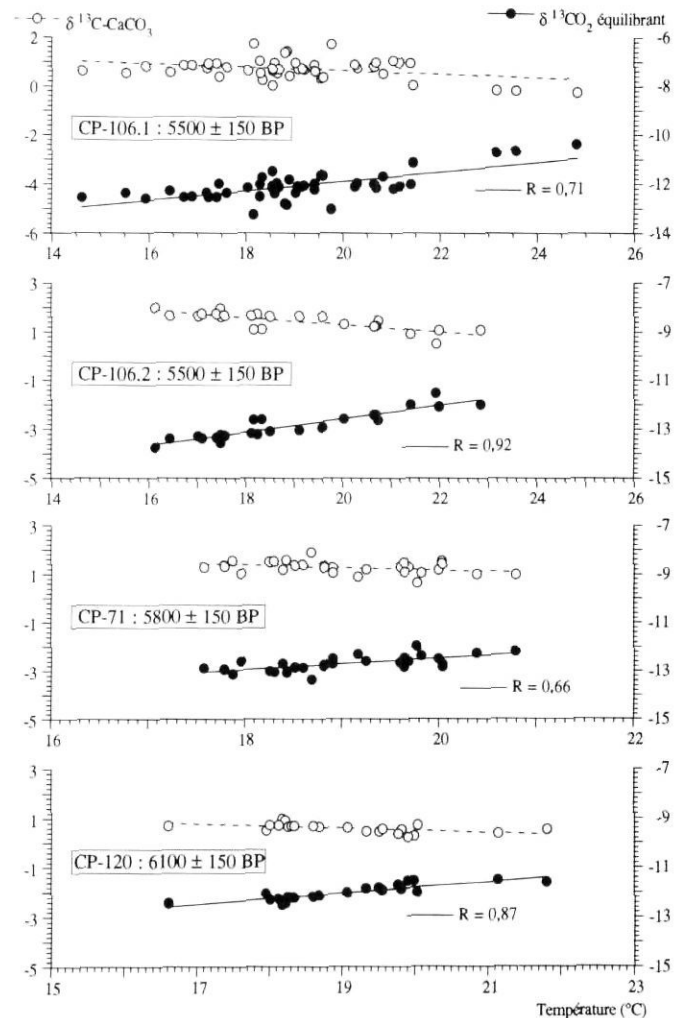 δ ¹³C-CaCO₃
δ ¹³CO₂ équilibrant
2
0
-2
-4
-6
-6
-8
-10
-12
-14
CP-106.1 : 5500 ± 150 BP
R = 0,71
14 16 18 20 22 24 26
3
1
-1
-3
-5
-7
-9
-11
-13
-15
CP-106.2 : 5500 ± 150 BP
R = 0,92
14 16 18 20 22 24 26
3
1
-1
-3
-5
-7
-9
-11
-13
-15
CP-71 : 5800 ± 150 BP
R = 0,66
16 18 20 22
3
1
-1
-3
-5
-7
-9
-11
-13
-15
CP-120 : 6100 ± 150 BP
R = 0,87
15 17 18 19 20 21 23
Température (°C)